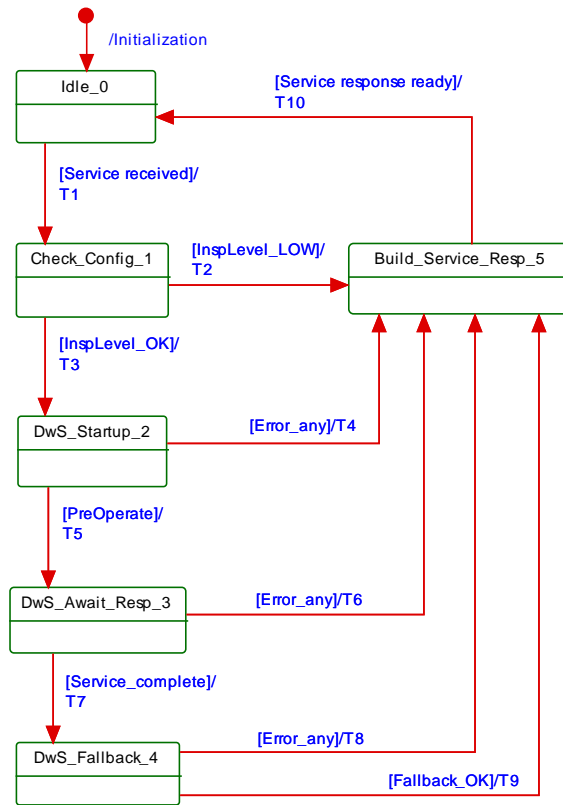 /Initialization
Idle_0
[Service response ready]/
T10
[Service received]/
T1
Check_Config_1
[InspLevel_LOW]/
T2
Build_Service_Resp_5
[InspLevel_OK]/
T3
DwS_Startup_2
[Error_any]/T4
[PreOperate]/
T5
DwS_Await_Resp_3
[Error_any]/T6
[Service_complete]/
T7
DwS_Fallback_4
[Error_any]/T8
[Fallback_OK]/T9